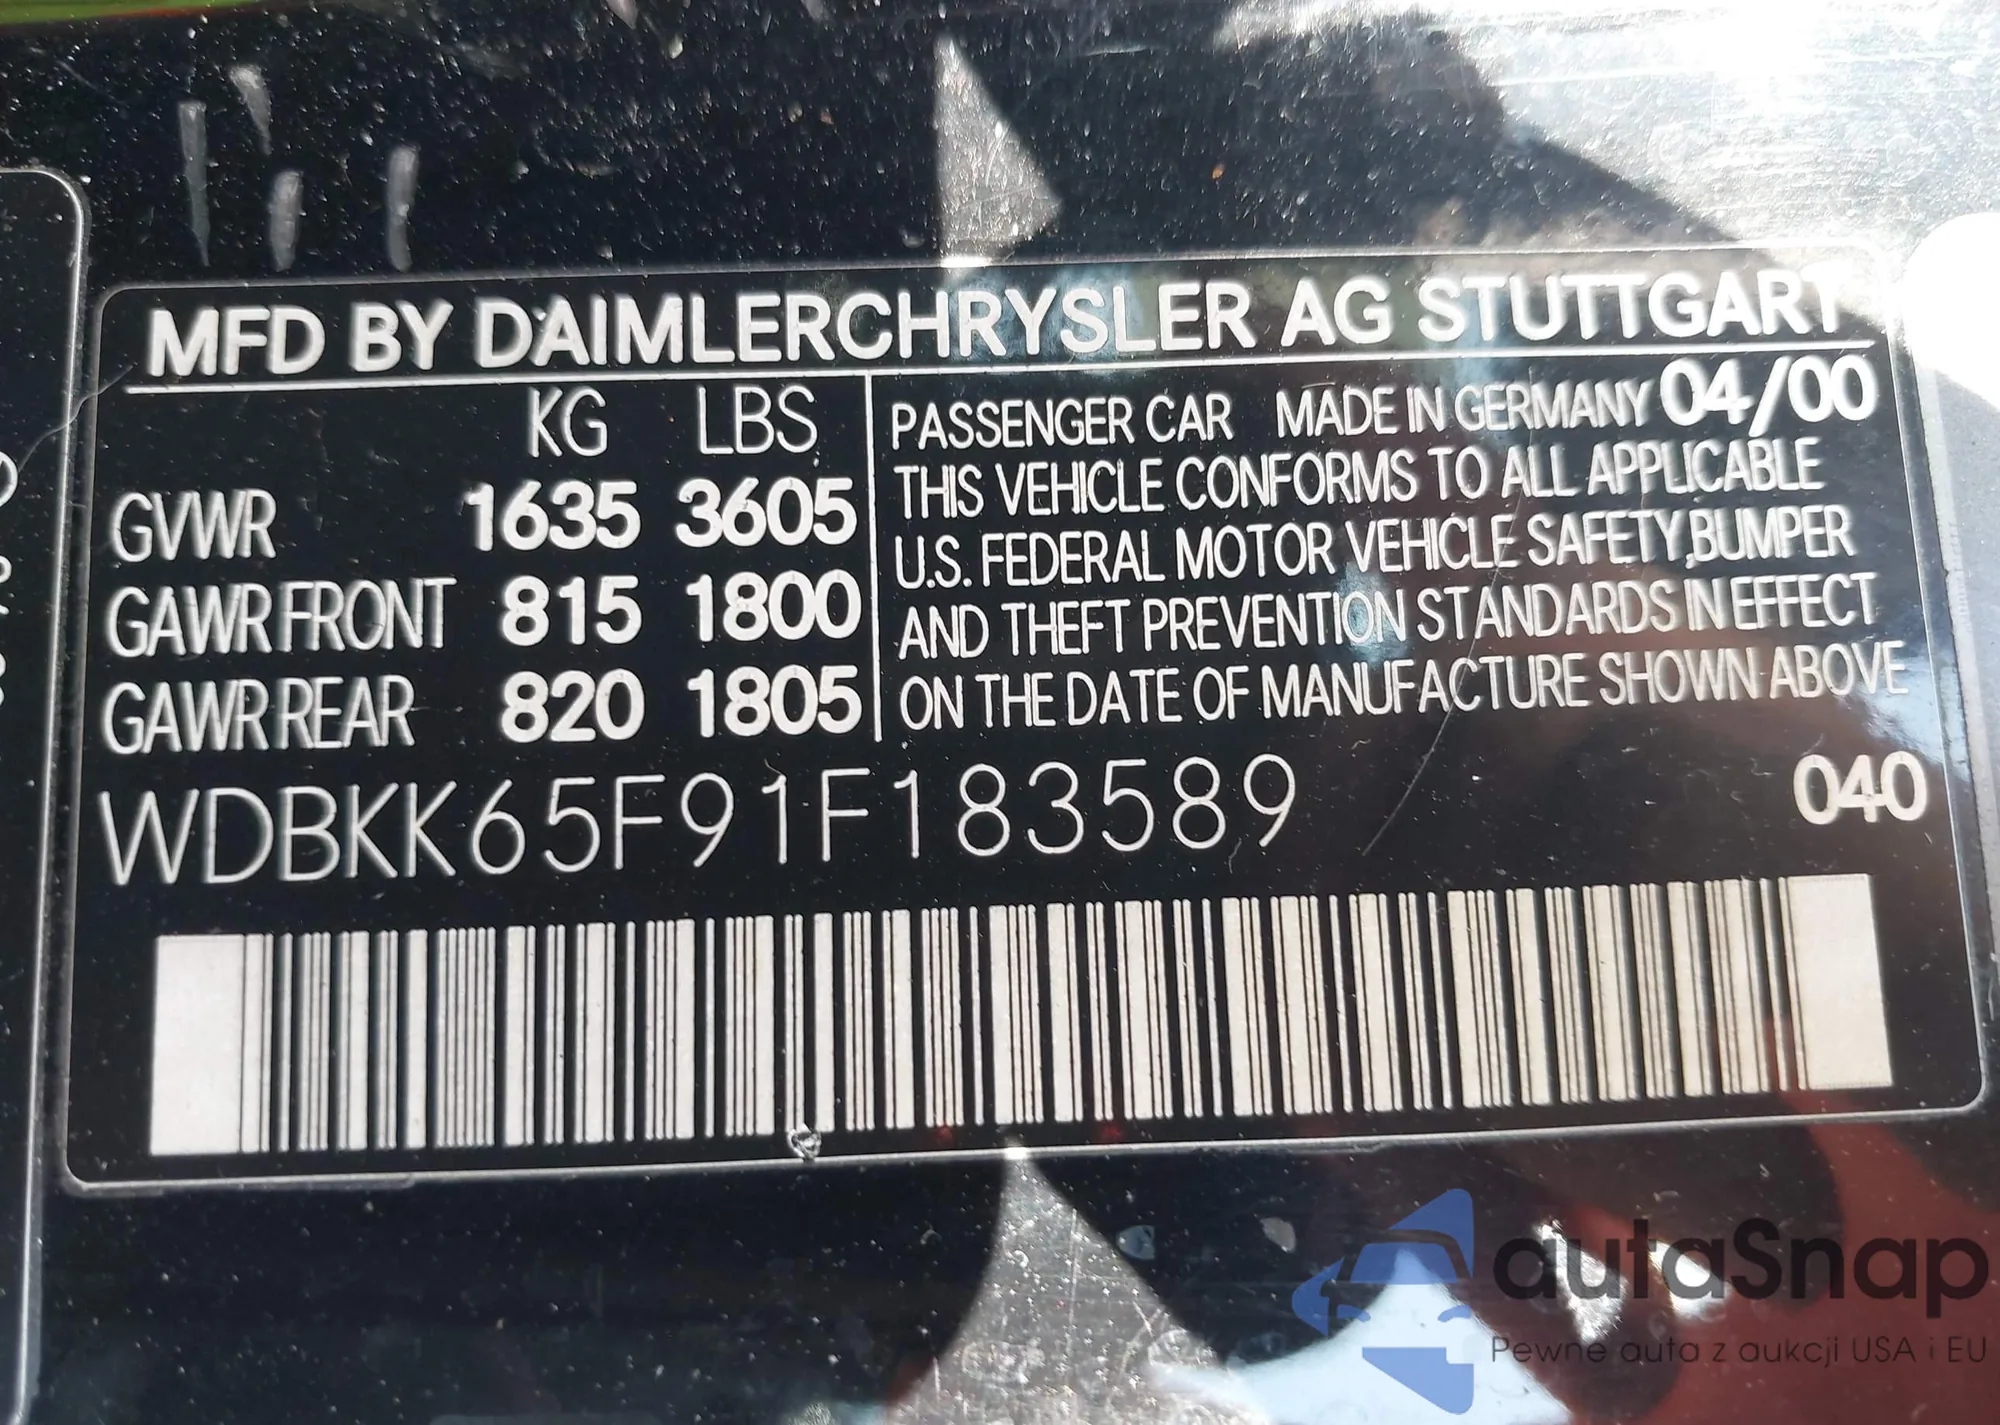 MFD BY DAIMLERCHRYSLER AG STUTTGART
KG LBS
GVWR 1635 3605
GAWR FRONT 815 1800
GAWR REAR 820 1805
PASSENGER CAR MADE IN GERMANY 04/00
THIS VEHICLE CONFORMS TO ALL APPLICABLE
U.S. FEDERAL MOTOR VEHICLE SAFETY, BUMPER
AND THEFT PREVENTION STANDARDS IN EFFECT
ON THE DATE OF MANUFACTURE SHOWN ABOVE
WDBKK65F91F183589 040
autaSnap
Pewne auta z aukcji USA i EU